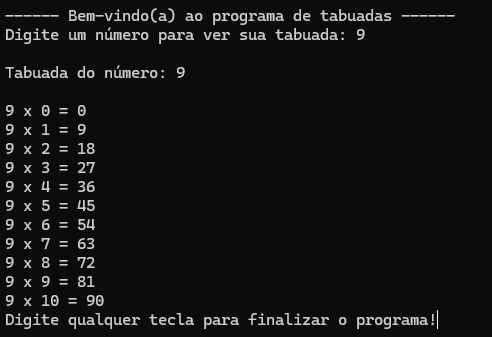 ------ Bem-vindo(a) ao programa de tabuadas ------
Digite um número para ver sua tabuada: 9
Tabuada do número: 9
9 x 0 = 0
9 x 1 = 9
9 x 2 = 18
9 x 3 = 27
9 x 4 = 36
9 x 5 = 45
9 x 6 = 54
9 x 7 = 63
9 x 8 = 72
9 x 9 = 81
9 x 10 = 90
Digite qualquer tecla para finalizar o programa!